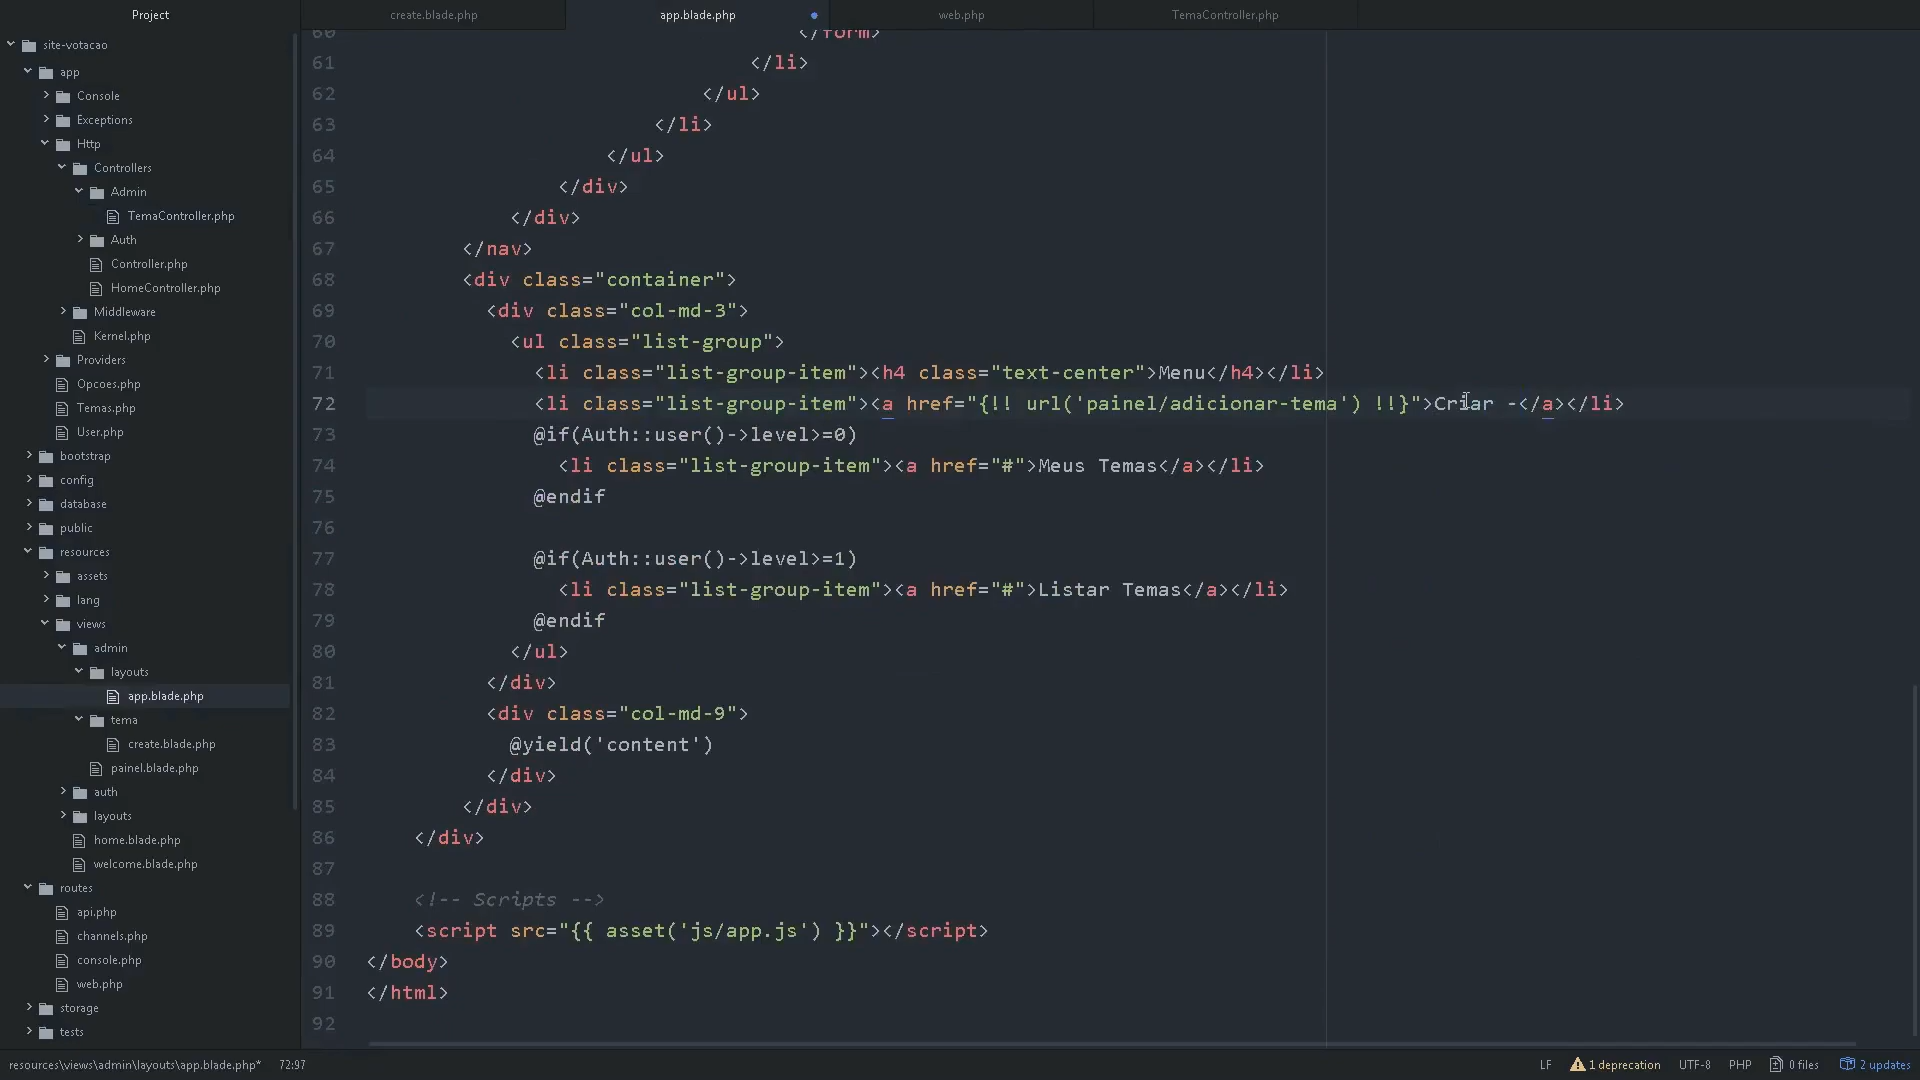 Project
create.blade.php
app.blade.php
web.php
TemaController.php
site-votacao
app
Console
Exceptions
Http
Controllers
Admin
TemaController.php
Auth
Controller.php
HomeController.php
Middleware
Kernel.php
Providers
Opcoes.php
Temas.php
User.php
bootstrap
config
database
public
resources
assets
lang
views
admin
layouts
app.blade.php
tema
create.blade.php
painel.blade.php
auth
layouts
home.blade.php
welcome.blade.php
routes
api.php
channels.php
console.php
web.php
storage
tests
60 </form>
61 </li>
62 </ul>
63 </li>
64 </ul>
65 </div>
66 </div>
67 </nav>
68 <div class="container">
69 <div class="col-md-3">
70 <ul class="list-group">
71 <li class="list-group-item"><h4 class="text-center">Menu</h4></li>
72 <li class="list-group-item"><a href="{!! url('painel/adicionar-tema') !!}">Criar -</a></li>
73 @if(Auth::user()->level>=0)
74 <li class="list-group-item"><a href="#">Meus Temas</a></li>
75 @endif
76
77 @if(Auth::user()->level>=1)
78 <li class="list-group-item"><a href="#">Listar Temas</a></li>
79 @endif
80 </ul>
81 </div>
82 <div class="col-md-9">
83 @yield('content')
84 </div>
85 </div>
86 </div>
87
88 <!-- Scripts -->
89 <script src="{{ asset('js/app.js') }}"></script>
90 </body>
91 </html>
92
resources\views\admin\layouts\app.blade.php* 72:97
LF 1 deprecation UTF-8 PHP 0 files 2 updates